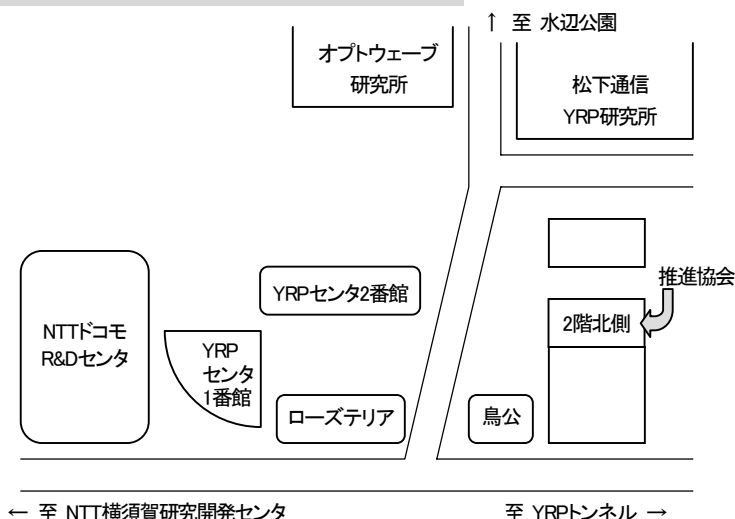 ↑ 至 水辺公園
オプトウェーブ
研究所
松下通信
YRP研究所
推進協会
YRPセンタ2番館
2階北側
NTTドコモ
R&Dセンタ
YRP
センタ
1番館
ローズテリア
鳥公
← 至 NTT横須賀研究開発センタ
至 YRPトンネル →